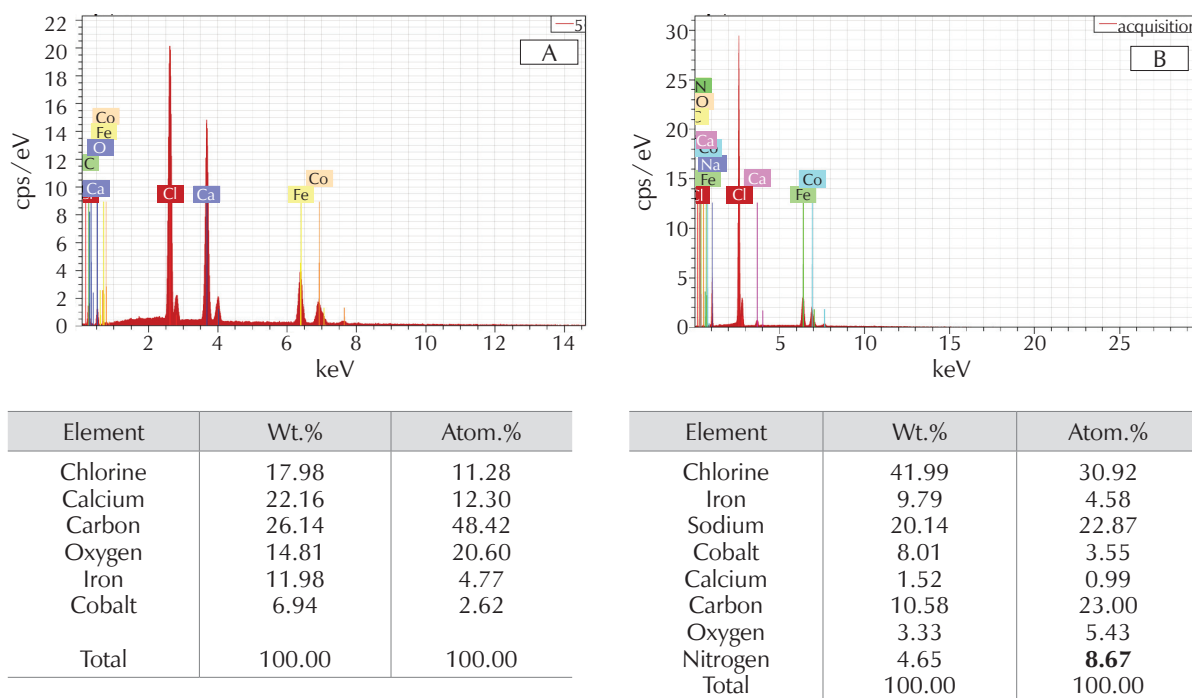 5
A
22
20
18
16
14
12
10
8
6
4
2
0
cps/eV
Co
Fe
O
C
Ca
Cl
Ca
Fe
Co
2 4 6 8 10 12 14
keV
acquisition
B
30
25
20
15
10
5
0
cps/eV
N
O
Ca
Co
Na
Fe
Cl
Cl
Ca
Fe
Co
5 10 15 20 25
keV
Element Wt.% Atom.%
Chlorine 17.98 11.28
Calcium 22.16 12.30
Carbon 26.14 48.42
Oxygen 14.81 20.60
Iron 11.98 4.77
Cobalt 6.94 2.62
Total 100.00 100.00
Element Wt.% Atom.%
Chlorine 41.99 30.92
Iron 9.79 4.58
Sodium 20.14 22.87
Cobalt 8.01 3.55
Calcium 1.52 0.99
Carbon 10.58 23.00
Oxygen 3.33 5.43
Nitrogen 4.65 8.67
Total 100.00 100.00